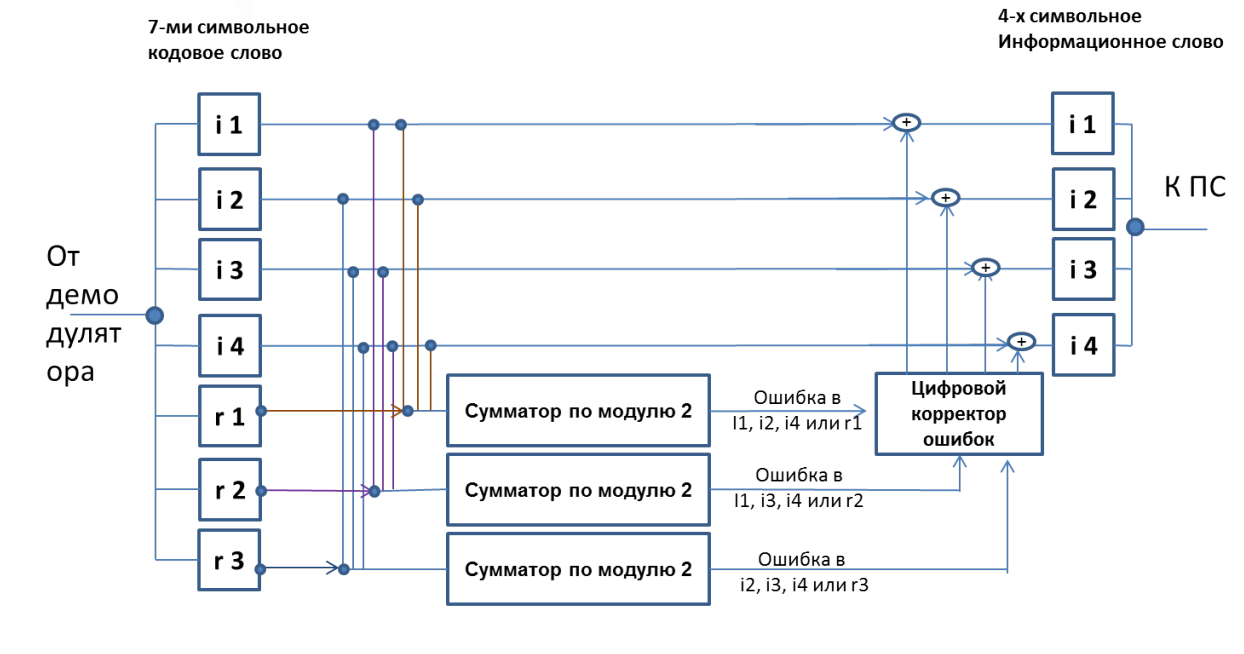 7-ми символьное
кодовое слово
4-х символьное
Информационное слово
i 1
+
i 1
i 2
+
i 2
К ПС
i 3
+
i 3
От
демо
дулят
ора
i 4
+
i 4
r 1
Сумматор по модулю 2
Ошибка в
I1, i2, i4 или r1
Цифровой
корректор
ошибок
r 2
Сумматор по модулю 2
Ошибка в
I1, i3, i4 или r2
r 3
Сумматор по модулю 2
Ошибка в
i2, i3, i4 или r3